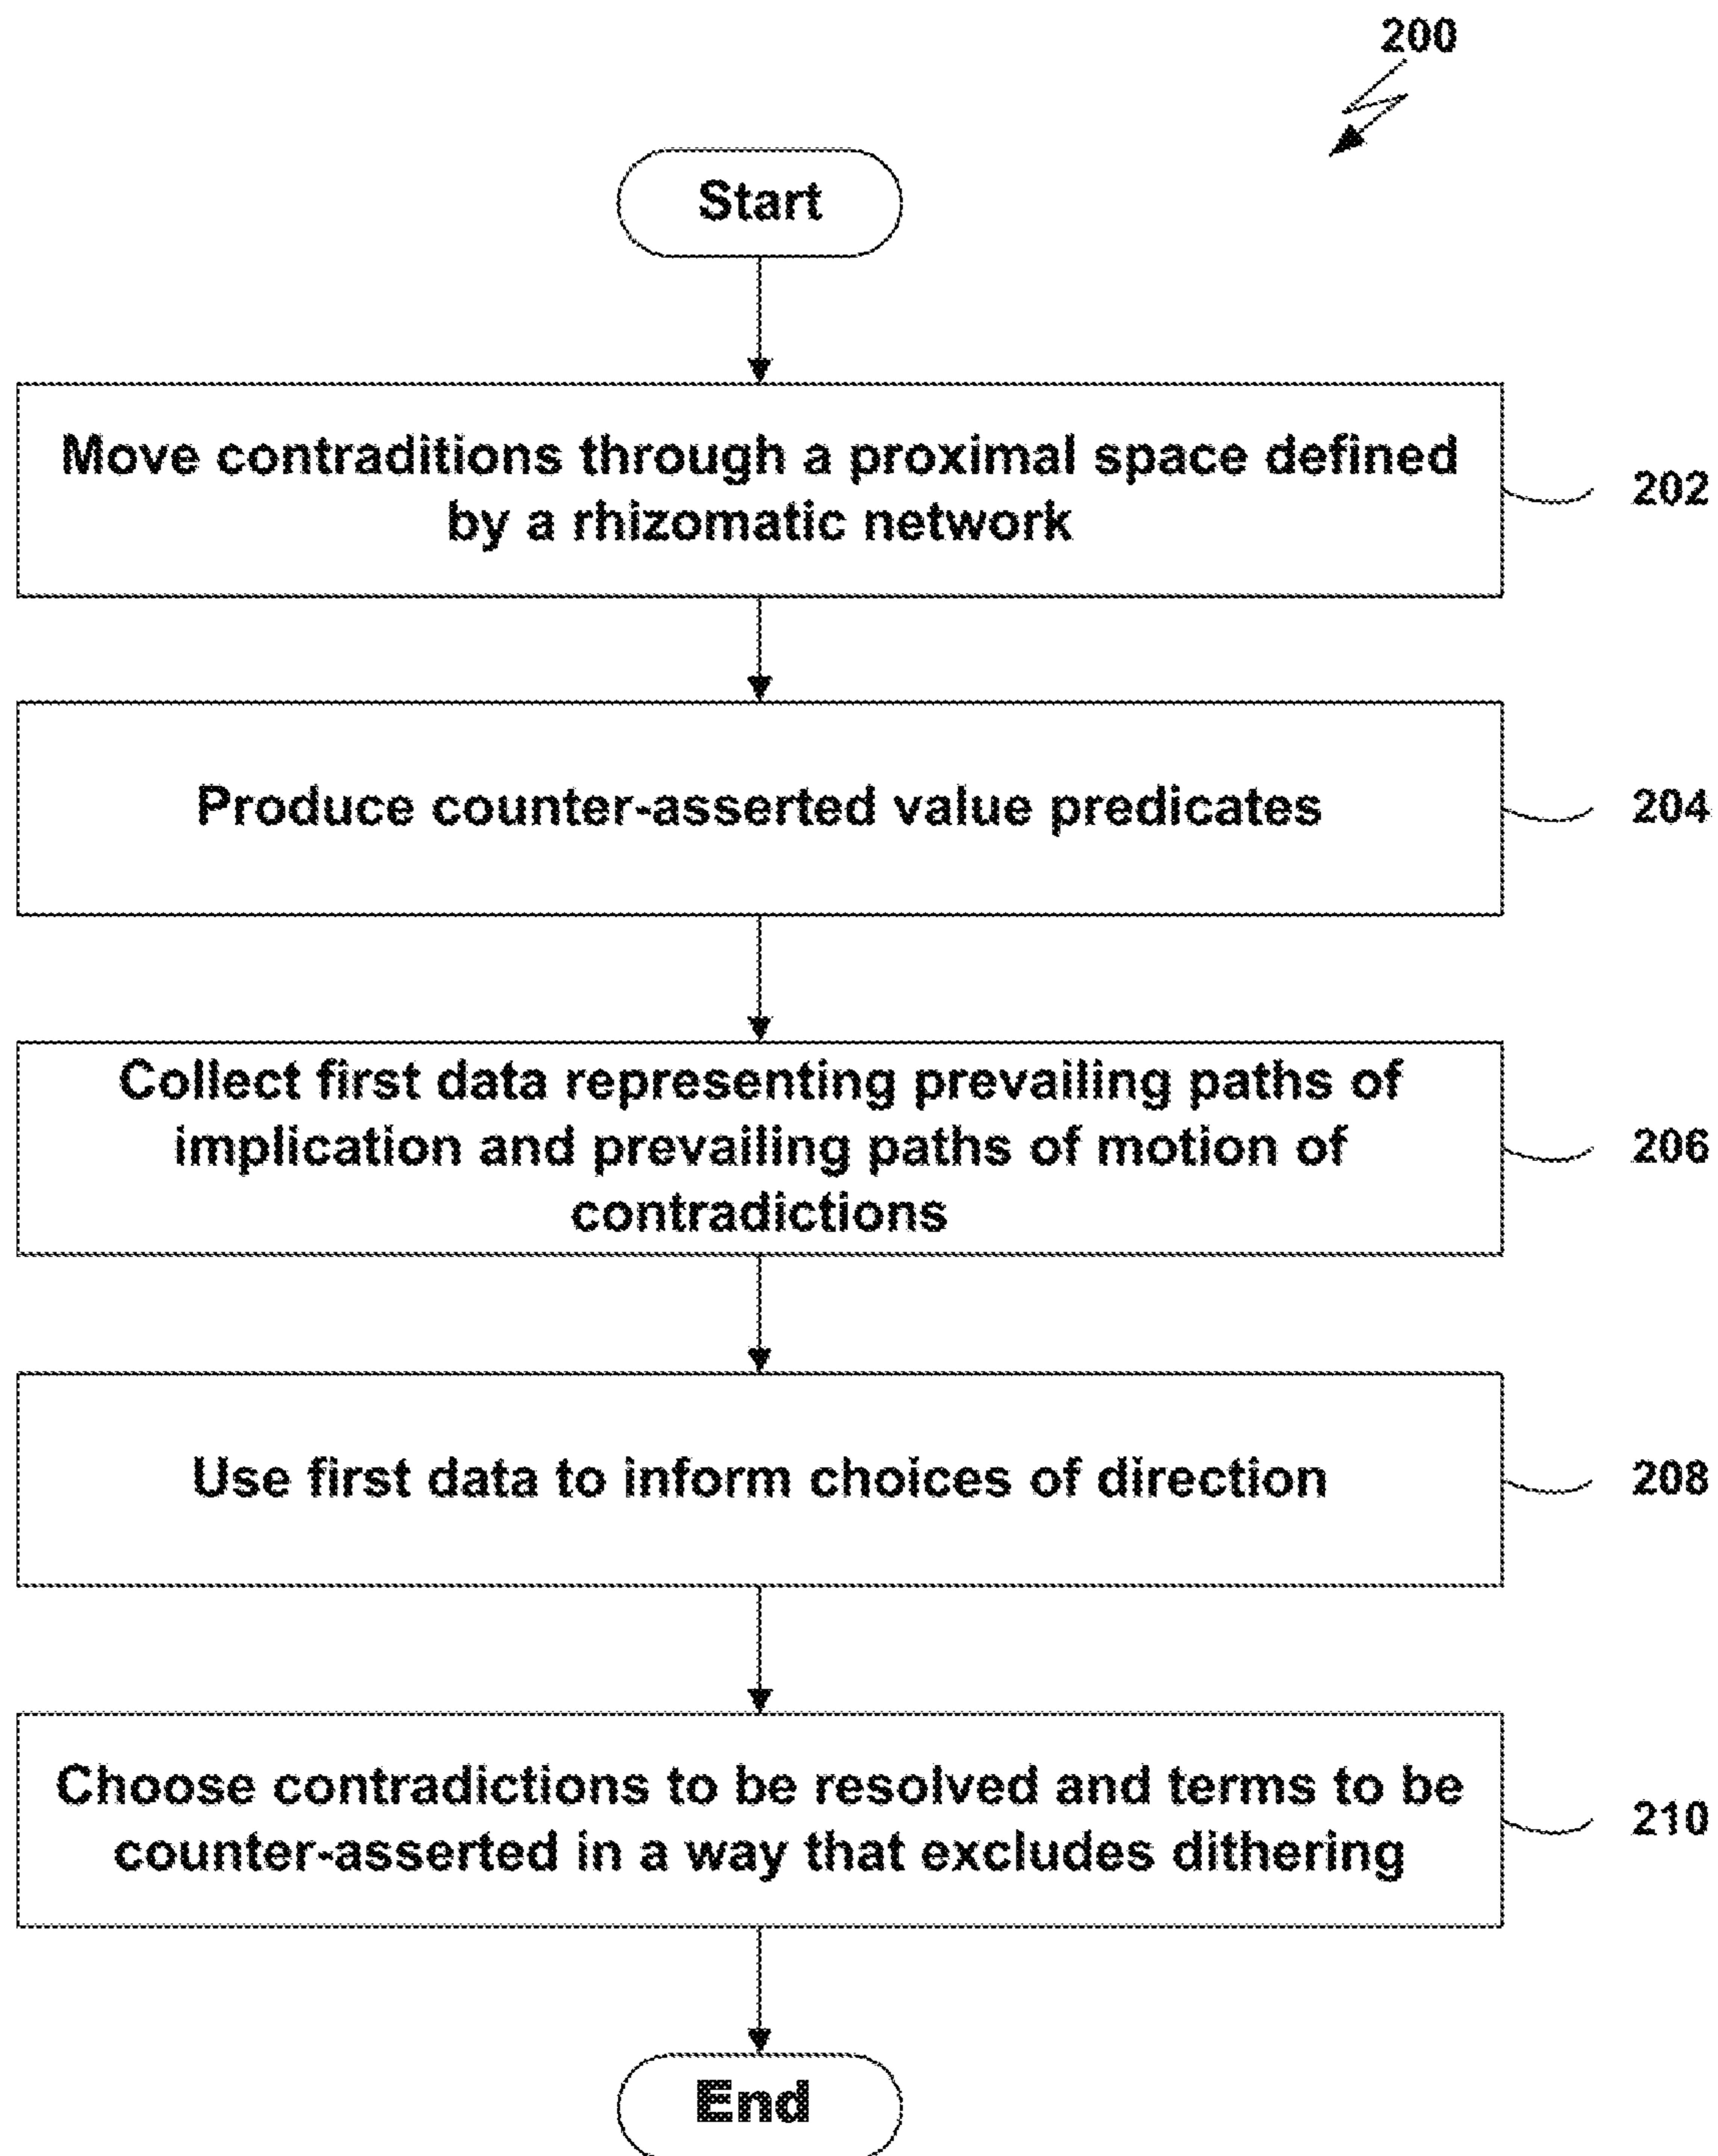 200
Start
Move contraditions through a proximal space defined
by a rhizomatic network
202
Produce counter-asserted value predicates
204
Collect first data representing prevailing paths of
implication and prevailing paths of motion of
contradictions
206
Use first data to inform choices of direction
208
Choose contradictions to be resolved and terms to be
counter-asserted in a way that excludes dithering
210
End